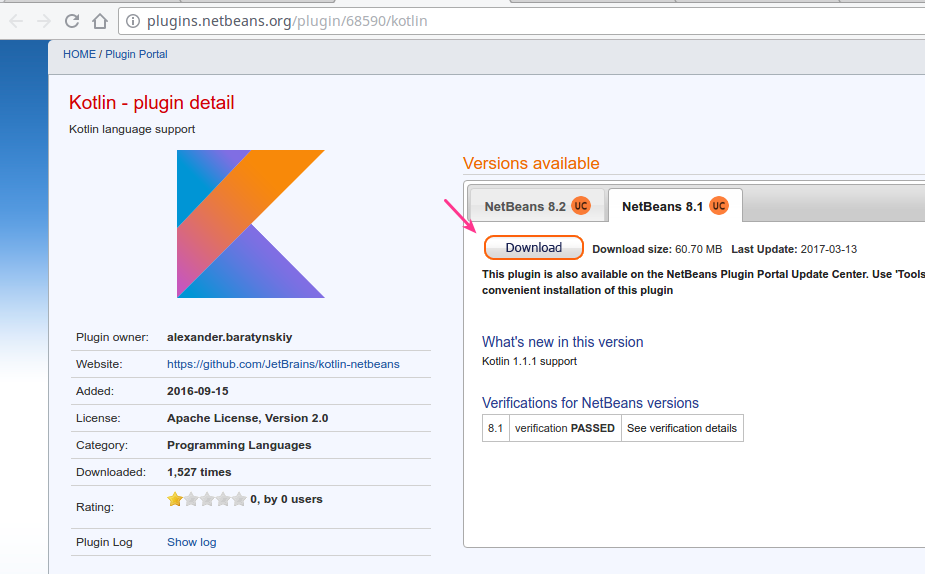 plugins.netbeans.org/plugin/68590/kotlin
HOME / Plugin Portal
Kotlin - plugin detail
Kotlin language support
Plugin owner: alexander.baratynskiy
Website: https://github.com/JetBrains/kotlin-netbeans
Added: 2016-09-15
License: Apache License, Version 2.0
Category: Programming Languages
Downloaded: 1,527 times
Rating: 0, by 0 users
Plugin Log Show log
Versions available
NetBeans 8.2 UC NetBeans 8.1 UC
Download Download size: 60.70 MB Last Update: 2017-03-13
This plugin is also available on the NetBeans Plugin Portal Update Center. Use 'Tools
convenient installation of this plugin
What's new in this version
Kotlin 1.1.1 support
Verifications for NetBeans versions
8.1 verification PASSED See verification details